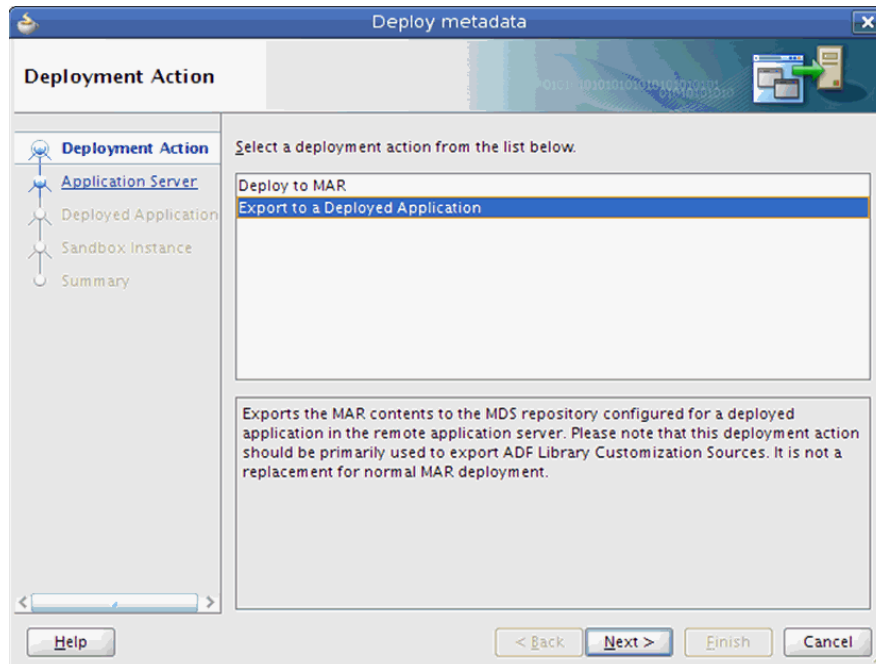 Deploy metadata
Deployment Action
Deployment Action
Application Server
Deployed Application
Sandbox Instance
Summary
Select a deployment action from the list below.
Deploy to MAR
Export to a Deployed Application
Exports the MAR contents to the MDS repository configured for a deployed
application in the remote application server. Please note that this deployment action
should be primarily used to export ADF Library Customization Sources. It is not a
replacement for normal MAR deployment.
Help
< Back
Next >
Finish
Cancel